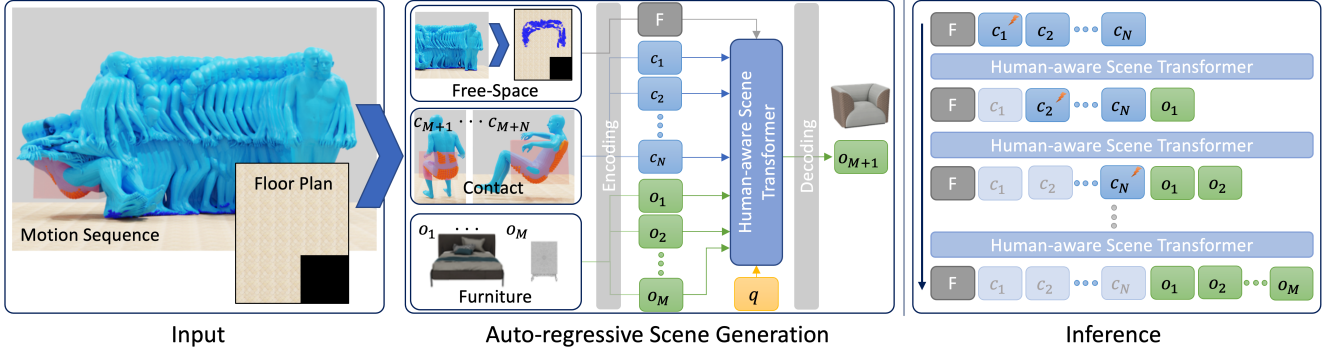 Motion Sequence
Floor Plan
Input
Free-Space
c_{M+1} ··· c_{M+N}
Contact
o_1 ··· o_M
Furniture
Encoding
F
c_1
c_2
c_N
o_1
o_2
o_M
Human-aware Scene
Transformer
q
Decoding
o_{M+1}
Auto-regressive Scene Generation
F c_1 c_2 ··· c_N
Human-aware Scene Transformer
F c_1 c_2 ··· c_N o_1
Human-aware Scene Transformer
F c_1 c_2 ··· c_N o_1 o_2
Human-aware Scene Transformer
F c_1 c_2 ··· c_N o_1 o_2 ··· o_M
Inference